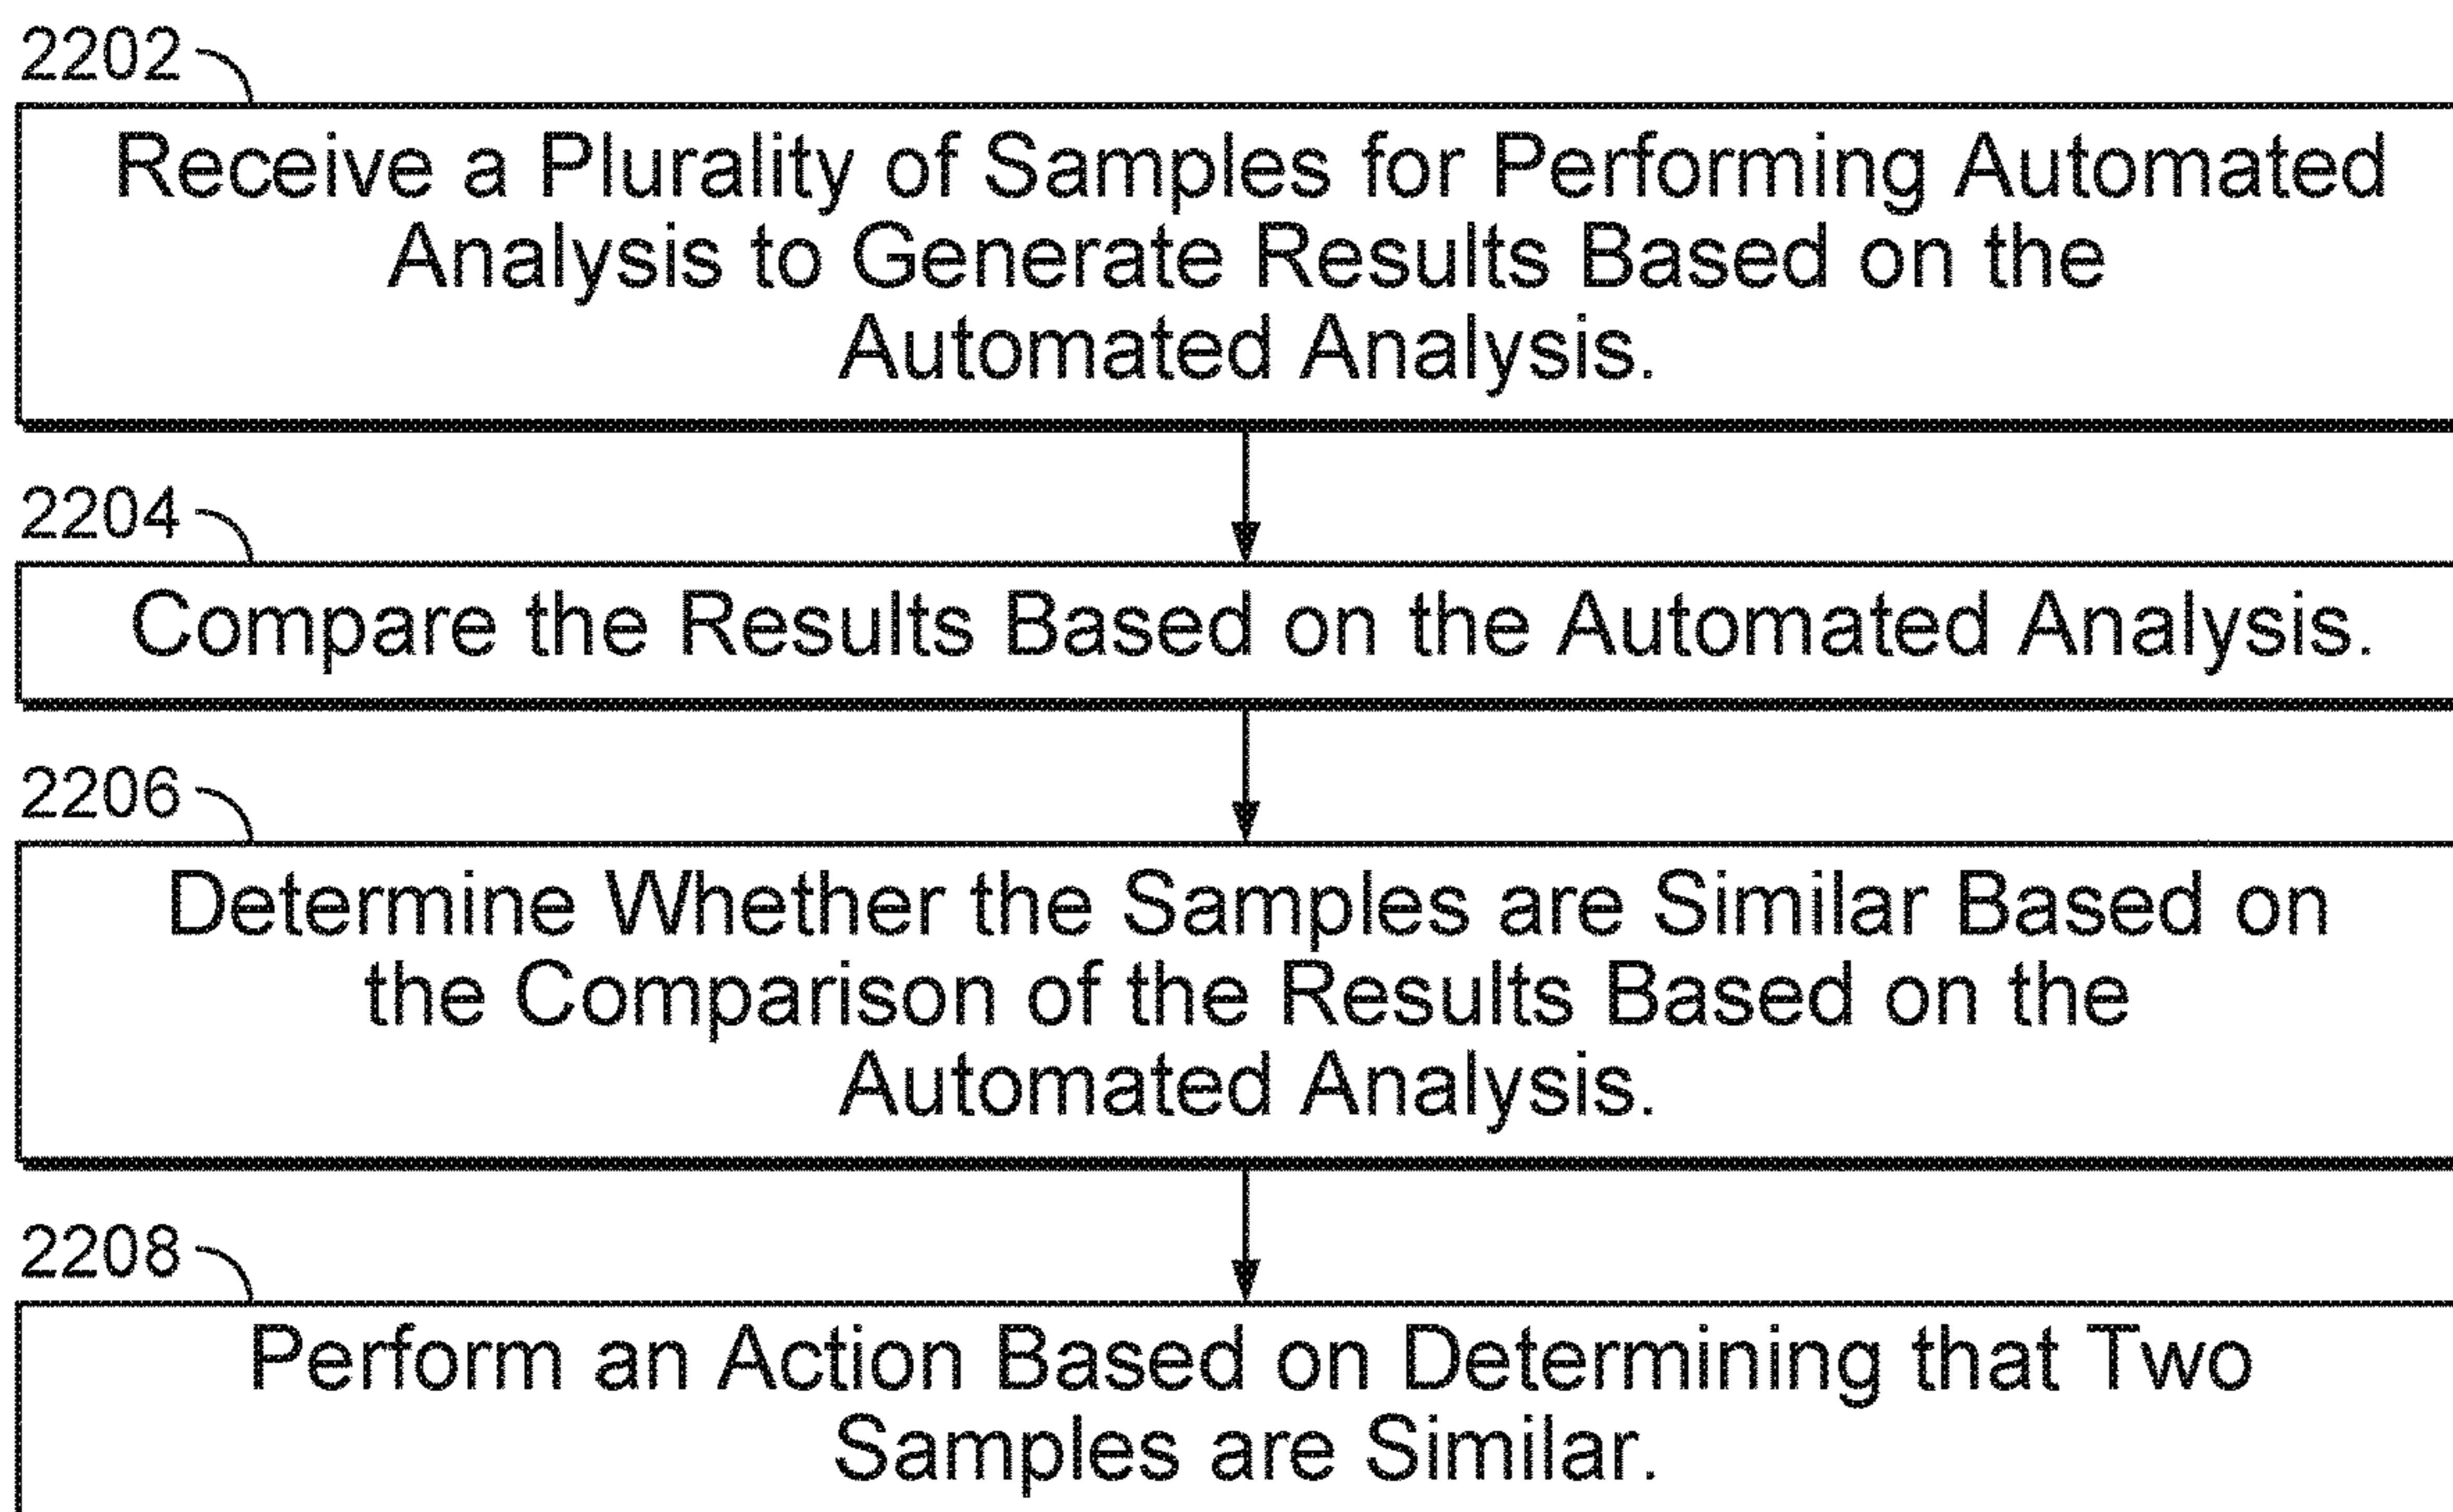 2202
Receive a Plurality of Samples for Performing Automated
Analysis to Generate Results Based on the
Automated Analysis.
2204
Compare the Results Based on the Automated Analysis.
2206
Determine Whether the Samples are Similar Based on
the Comparison of the Results Based on the
Automated Analysis.
2208
Perform an Action Based on Determining that Two
Samples are Similar.